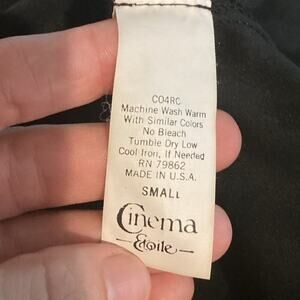 CO4RC
Machine Wash Warm
With Similar Colors
No Bleach
Tumble Dry Low
Cool Iron, If Needed
RN 79862
MADE IN U.S.A.
SMALL
Cinema
Etoile